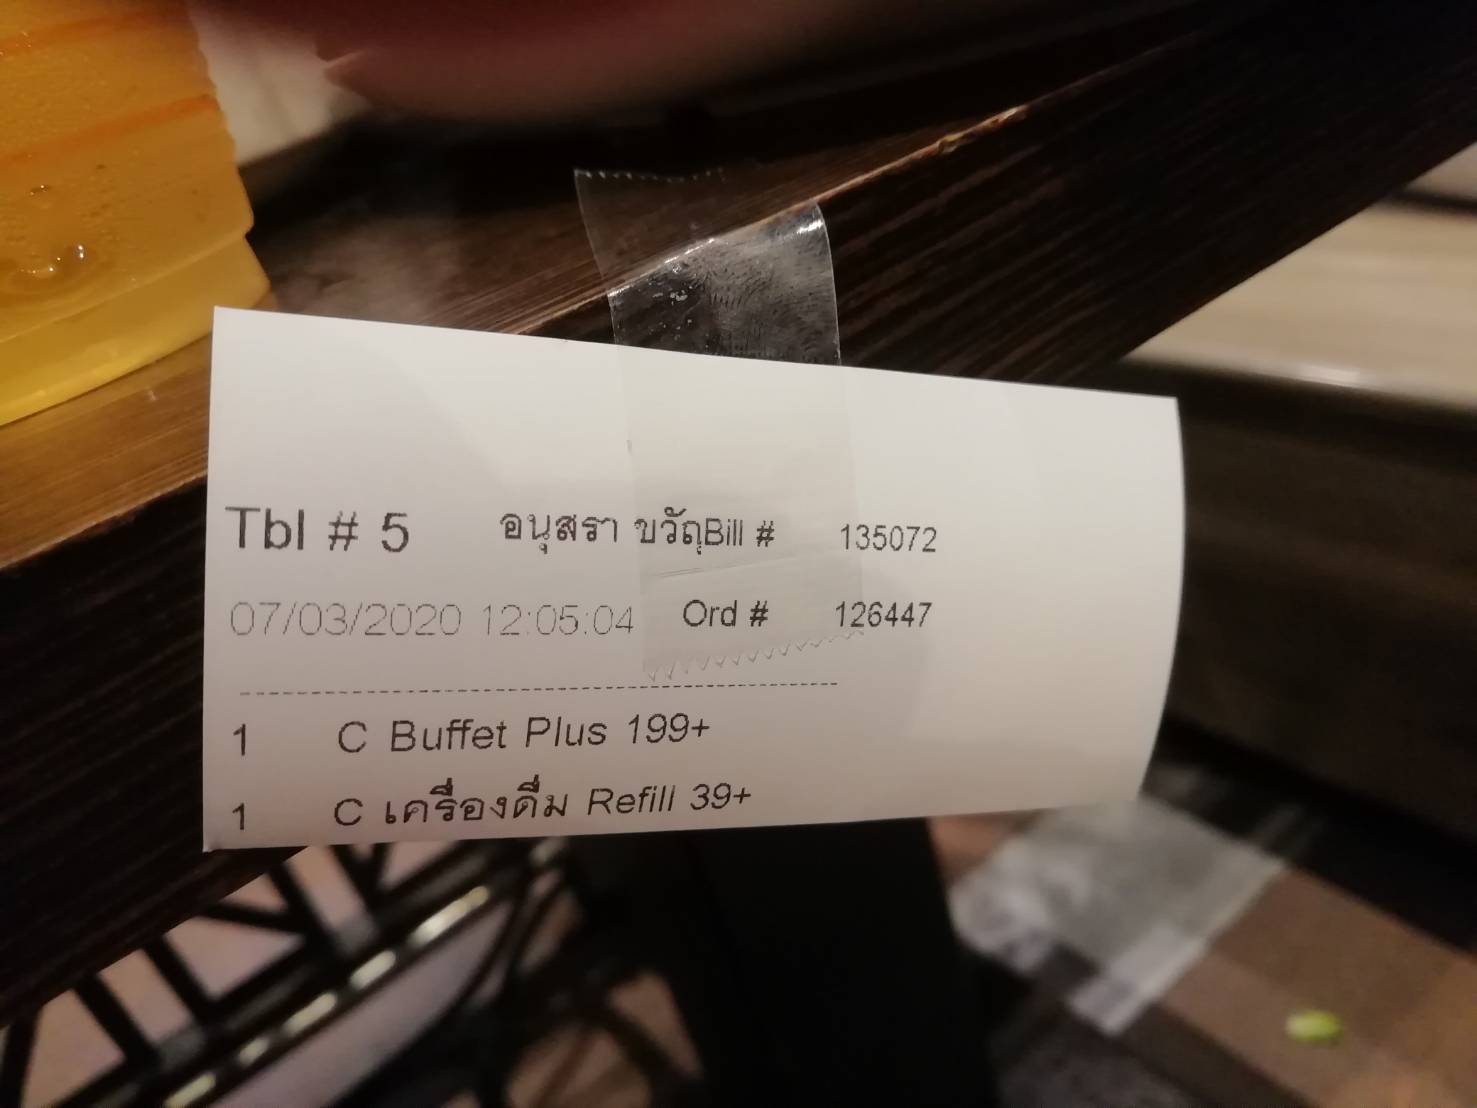 Tbl # 5 อนุสรา ขวัญBill # 135072
07/03/2020 12:05:04 Ord # 126447
1 C Buffet Plus 199+
1 C เครื่องดื่ม Refill 39+